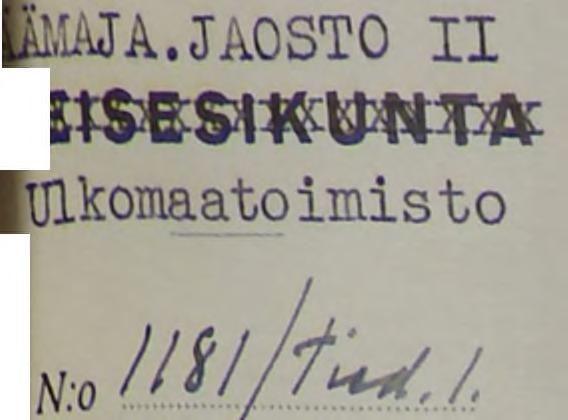 ÄMAJA.JAOSTO II
EISESIKUNTA
Ulkomaatoimisto
N:o 1181/Tied.1.